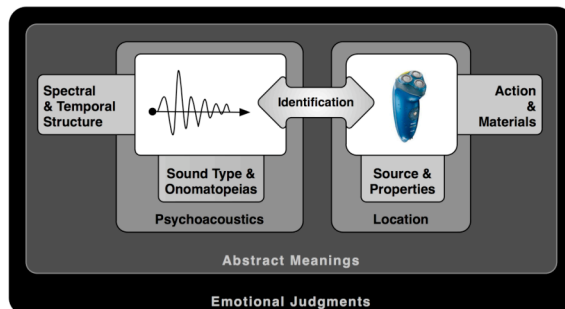 Spectral
& Temporal
Structure
Identification
Action
&
Materials
Sound Type &
Onomatopeias
Source &
Properties
Psychoacoustics
Location
Abstract Meanings
Emotional Judgments